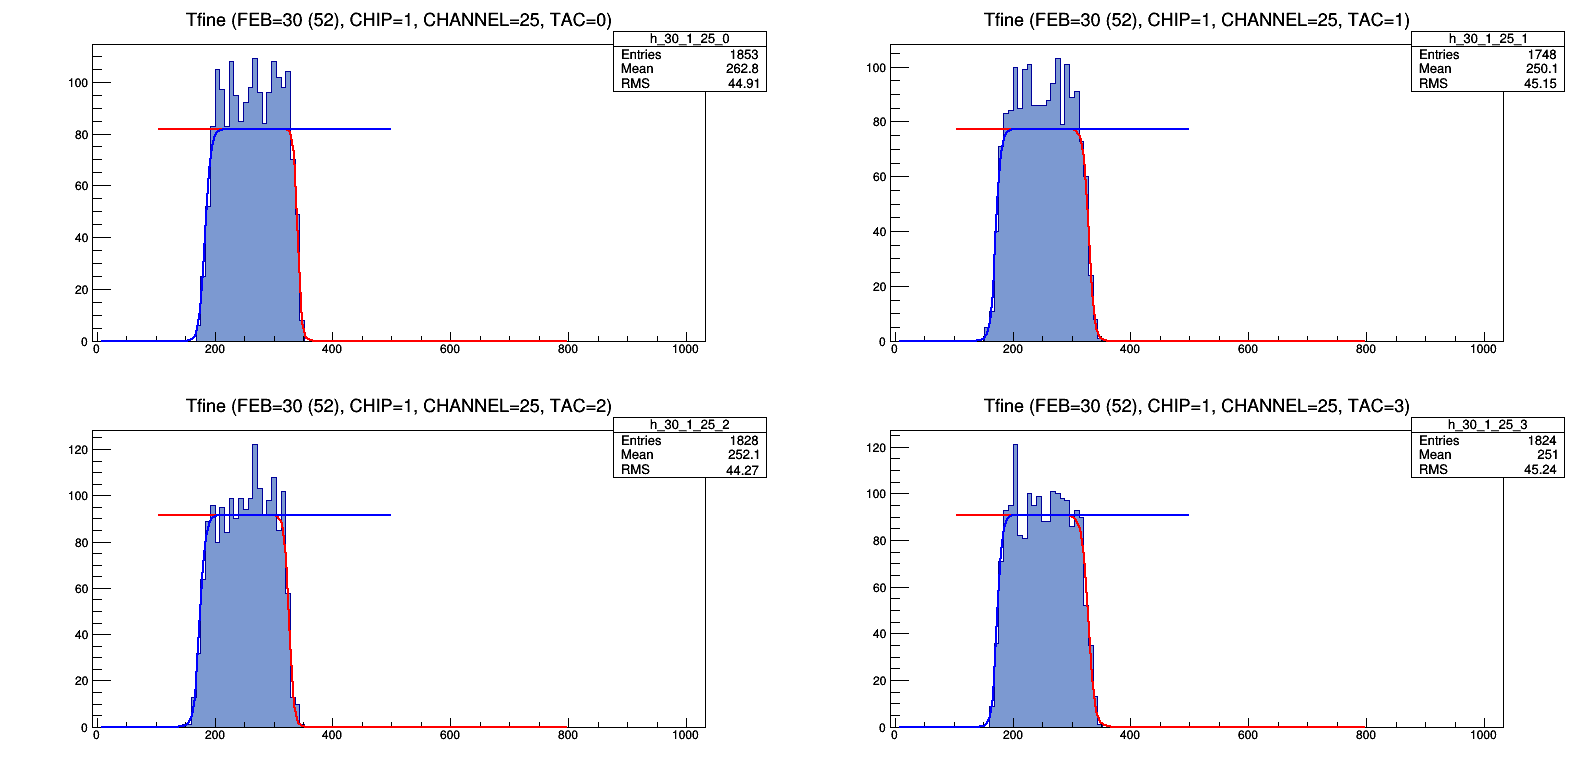 Tfine (FEB=30 (52), CHIP=1, CHANNEL=25, TAC=0)
h_30_1_25_0
Entries 1853
Mean 262.8
RMS 44.91
100
80
60
40
20
0
0 200 400 600 800 1000
Tfine (FEB=30 (52), CHIP=1, CHANNEL=25, TAC=1)
h_30_1_25_1
Entries 1748
Mean 250.1
RMS 45.15
100
80
60
40
20
0
0 200 400 600 800 1000
Tfine (FEB=30 (52), CHIP=1, CHANNEL=25, TAC=2)
h_30_1_25_2
Entries 1828
Mean 252.1
RMS 44.27
120
100
80
60
40
20
0
0 200 400 600 800 1000
Tfine (FEB=30 (52), CHIP=1, CHANNEL=25, TAC=3)
h_30_1_25_3
Entries 1824
Mean 251
RMS 45.24
120
100
80
60
40
20
0
0 200 400 600 800 1000